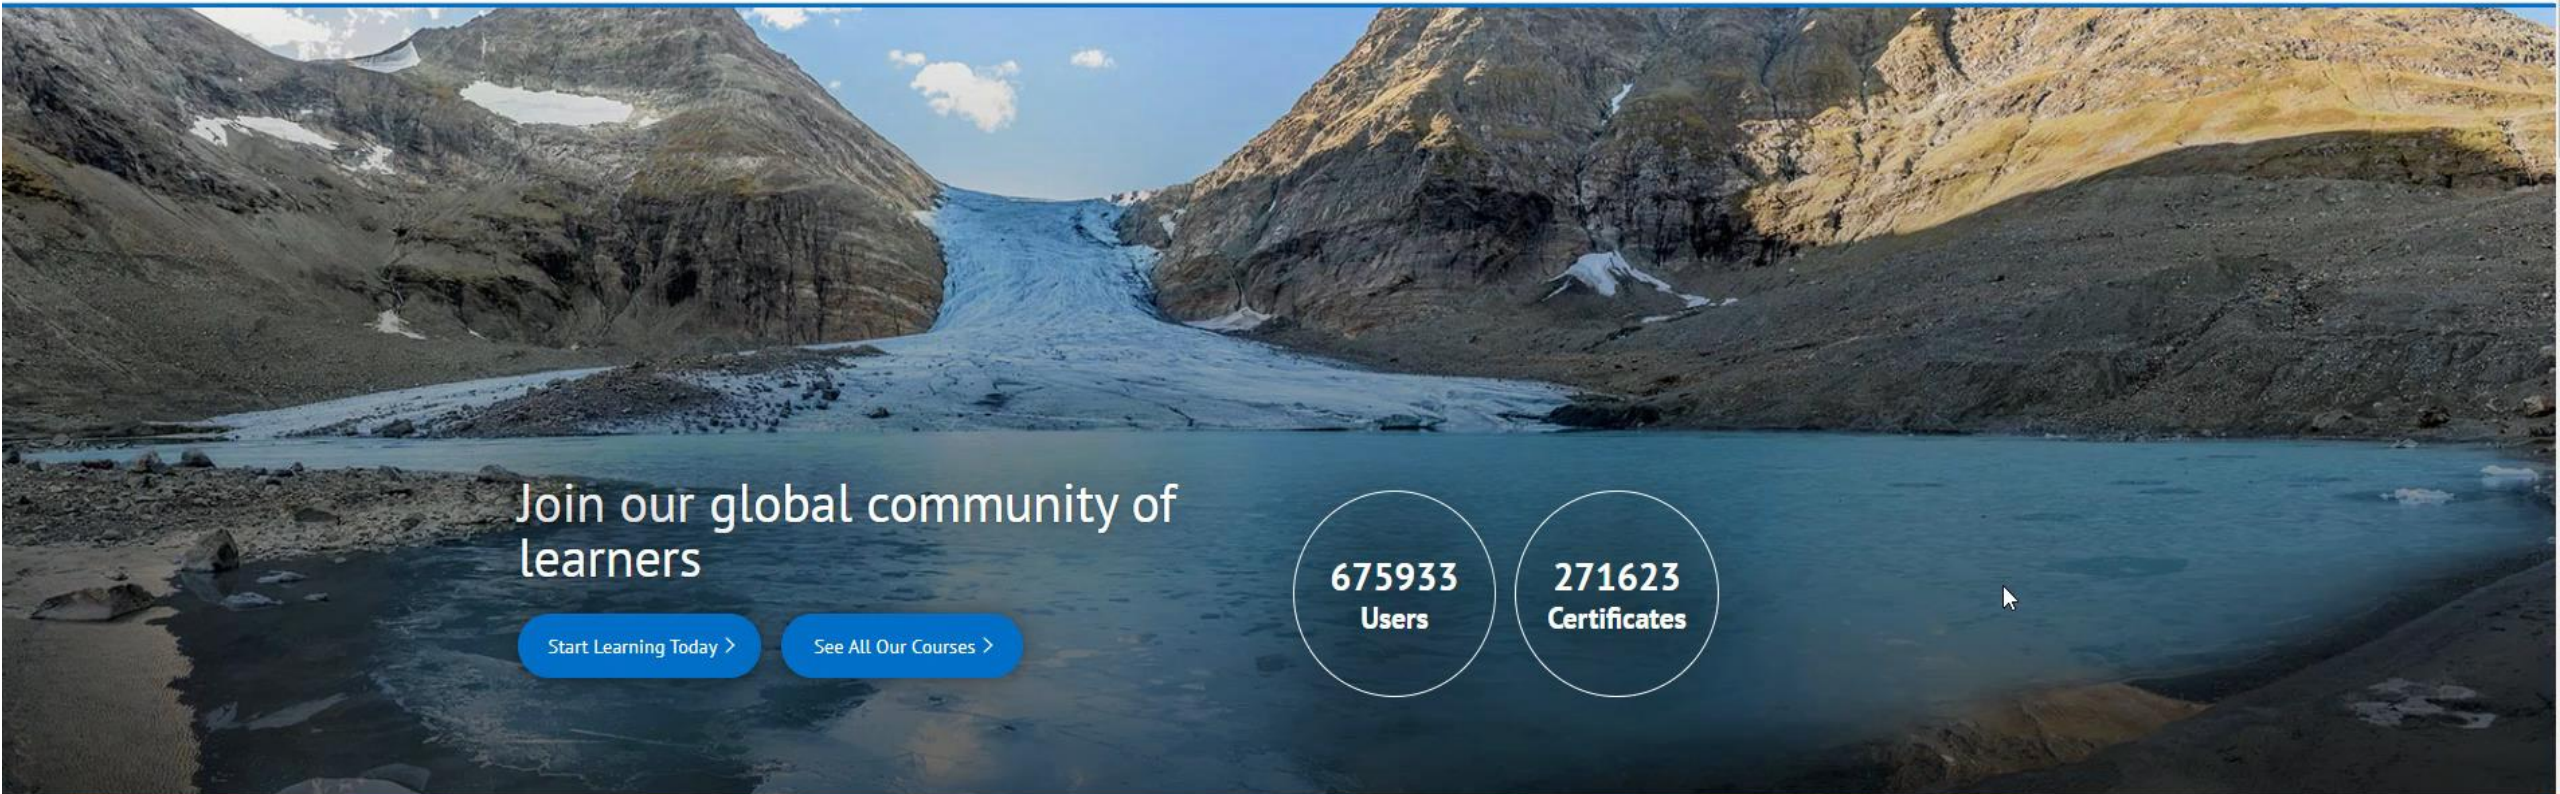 Join our global community of
learners
Start Learning Today >
See All Our Courses >
675933
Users
271623
Certificates